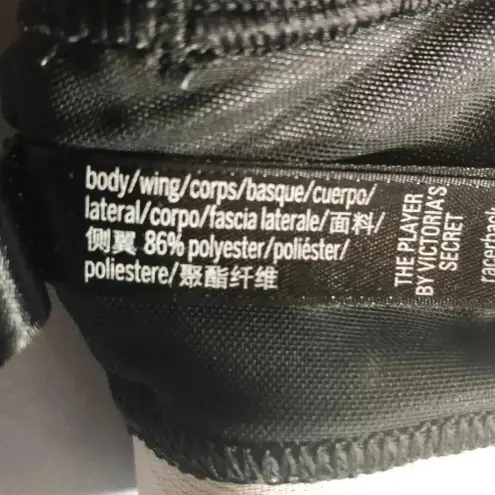 body/wing/corps/basque/cuerpo/
lateral/corpo/fascia laterale/面料/
侧翼 86% polyester/poliéster/
poliestere/聚酯纤维
THE PLAYER
BY VICTORIA'S
SECRET
racerback